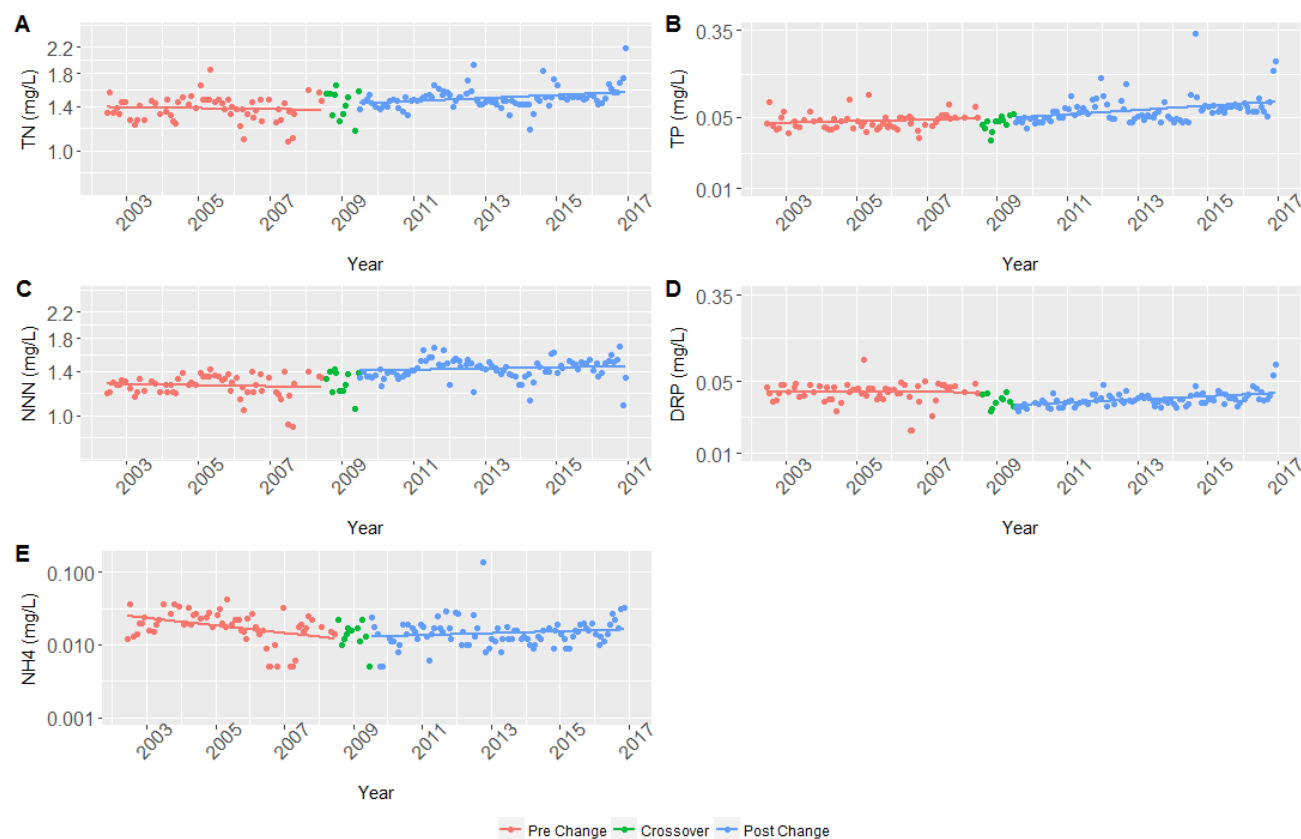 A
TN (mg/L)
2.2
1.8
1.4
1.0
2003 2005 2007 2009 2011 2013 2015 2017
Year
B
TP (mg/L)
0.35
0.05
0.01
2003 2005 2007 2009 2011 2013 2015 2017
Year
C
NNN (mg/L)
2.2
1.8
1.4
1.0
2003 2005 2007 2009 2011 2013 2015 2017
Year
D
DRP (mg/L)
0.35
0.05
0.01
2003 2005 2007 2009 2011 2013 2015 2017
Year
E
NH4 (mg/L)
0.100
0.010
0.001
2003 2005 2007 2009 2011 2013 2015 2017
Year
Pre Change Crossover Post Change